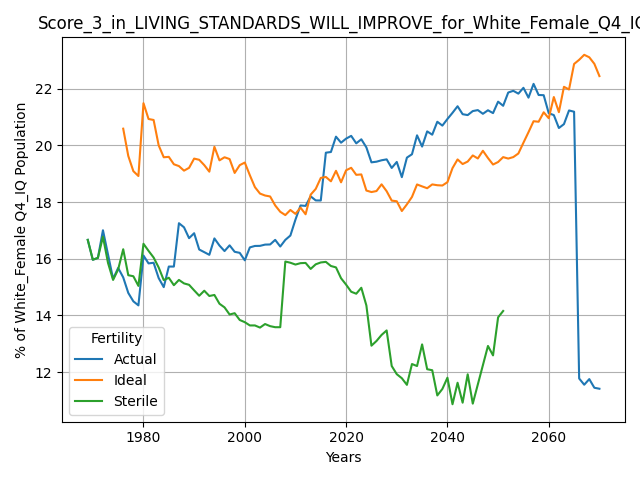 Score_3_in_LIVING_STANDARDS_WILL_IMPROVE_for_White_Female_Q4_IQ
% of White_Female Q4_IQ Population
22
20
18
16
14
12
Fertility
Actual
Ideal
Sterile
1980
2000
2020
2040
2060
Years